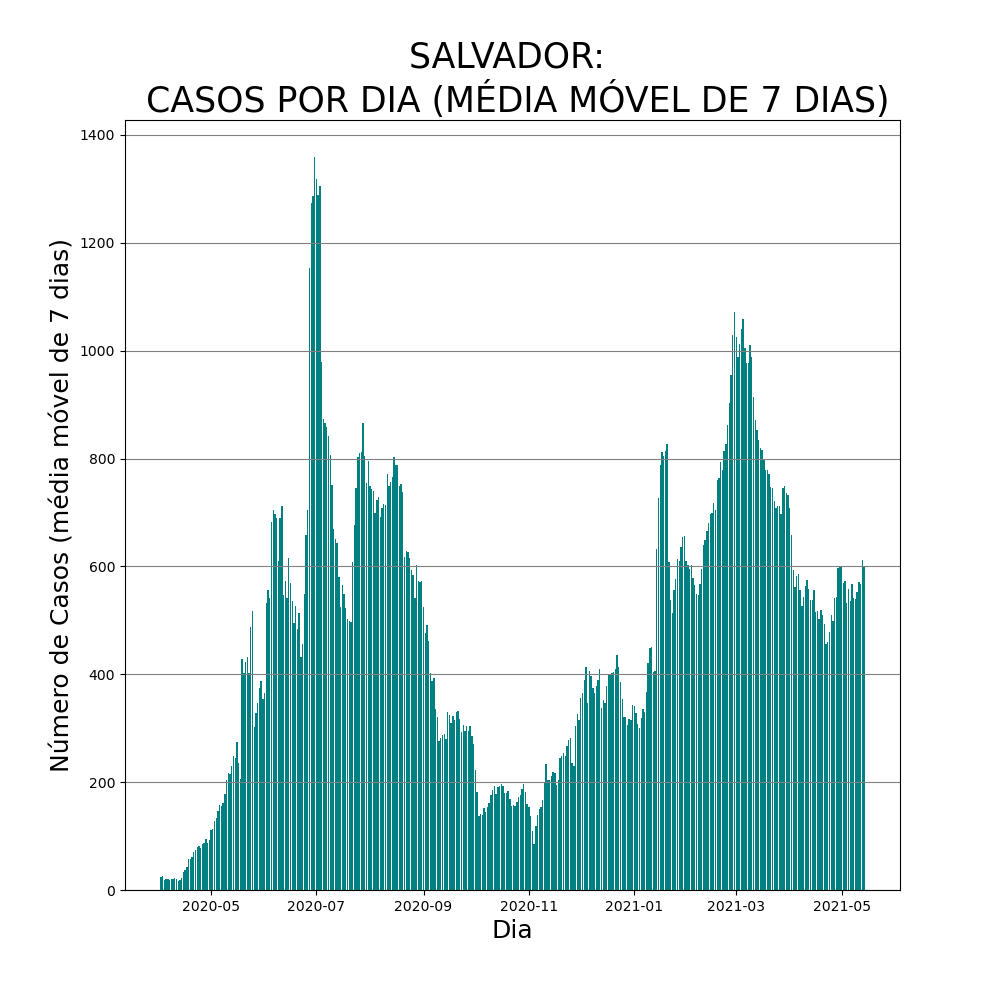 SALVADOR:
CASOS POR DIA (MÉDIA MÓVEL DE 7 DIAS)
Número de Casos (média móvel de 7 dias)
1400
1200
1000
800
600
400
200
0
2020-05 2020-07 2020-09 2020-11 2021-01 2021-03 2021-05
Dia